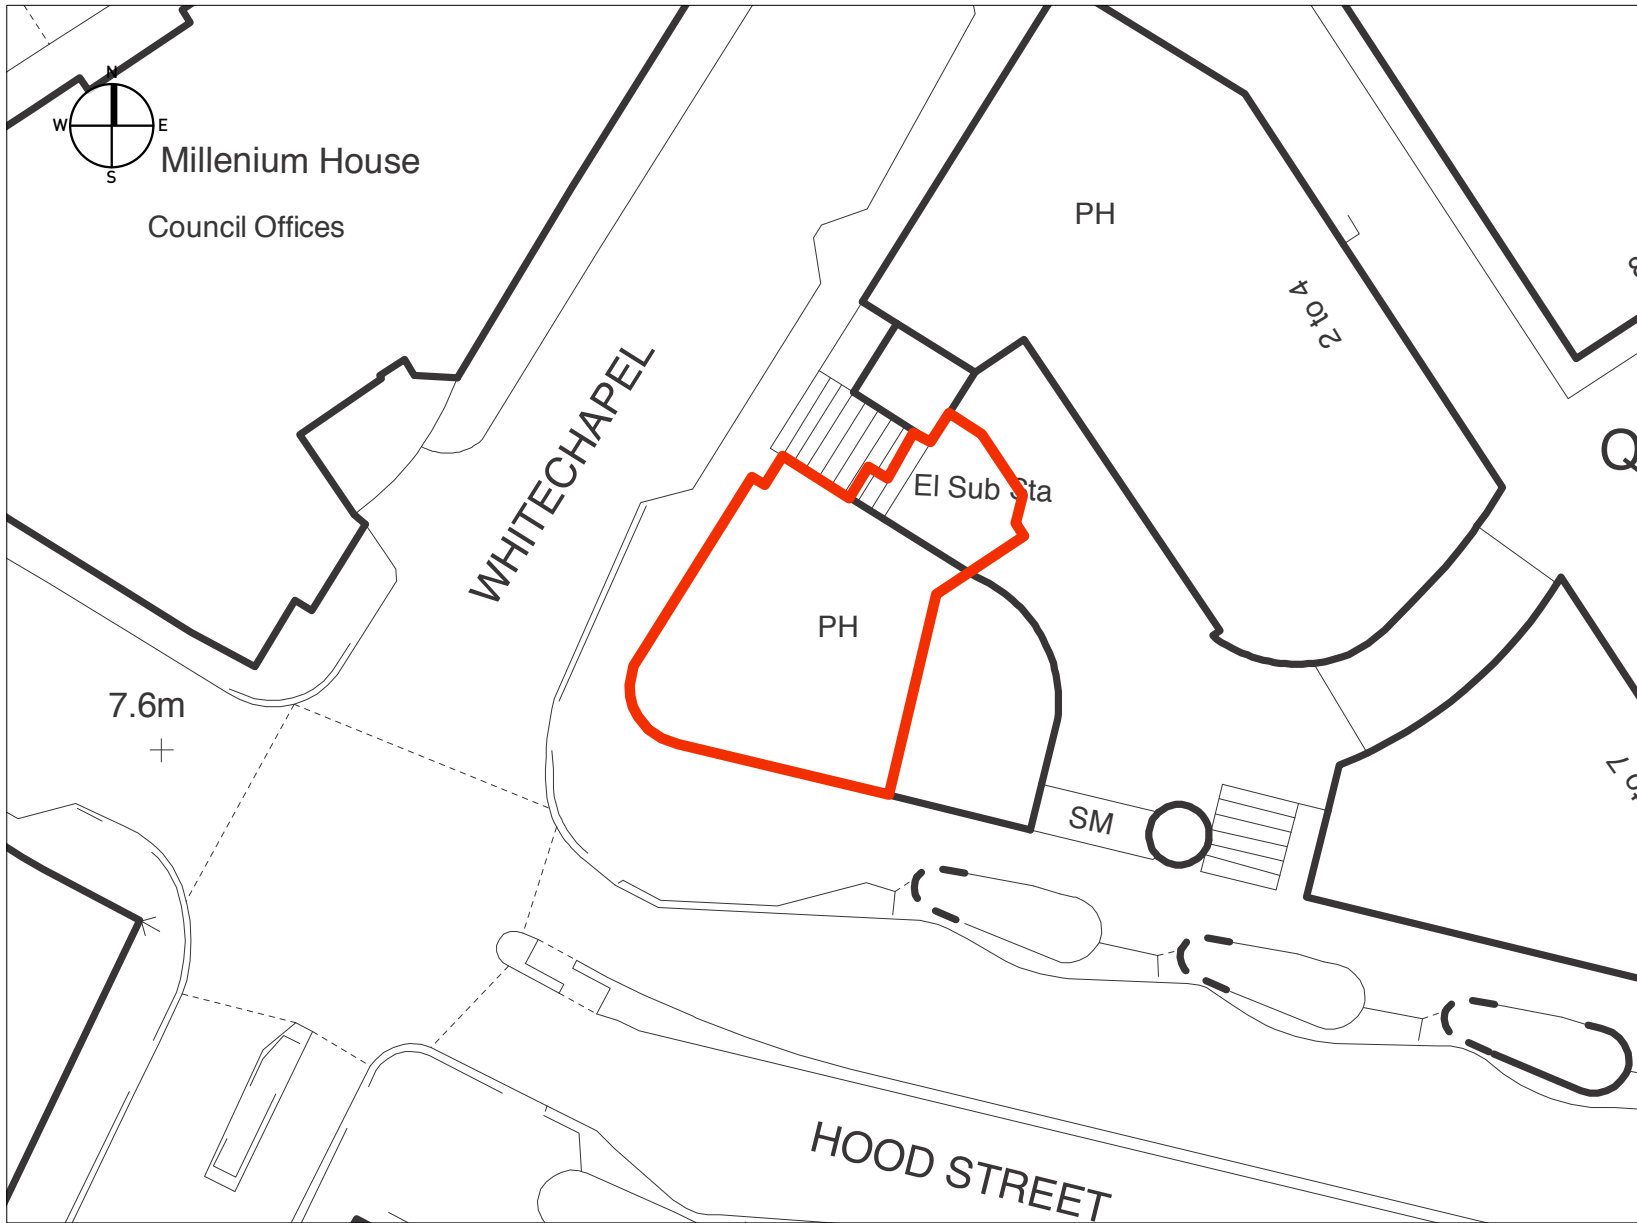 N
W E
S
Millenium House
Council Offices
PH
2 to 4
WHITECHAPEL
Q
El Sub Sta
PH
7.6m
SM
HOOD STREET